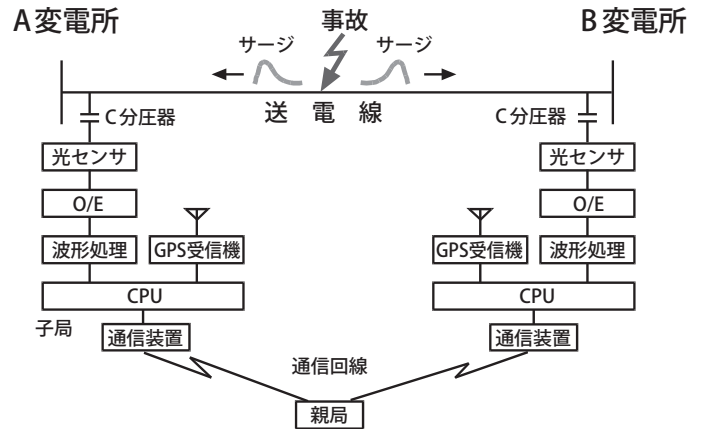 A変電所
事故
B変電所
サージ
サージ
C分圧器
送電線
C分圧器
光センサ
光センサ
O/E
O/E
波形処理
GPS受信機
GPS受信機
波形処理
CPU
CPU
子局
通信装置
通信装置
通信回線
親局